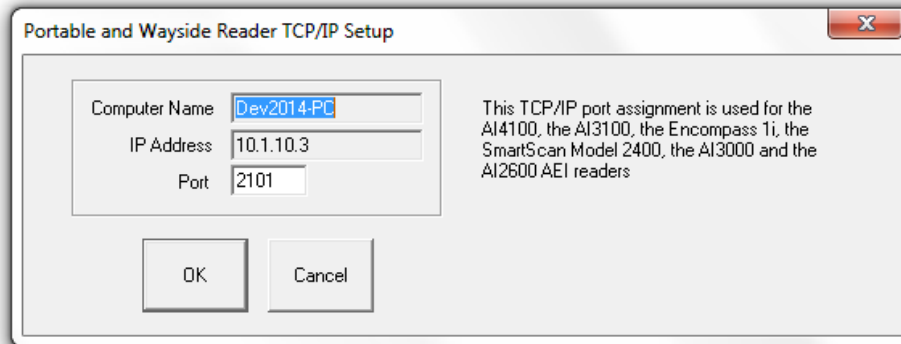 Portable and Wayside Reader TCP/IP Setup
Computer Name Dev2014-PC
IP Address 10.1.10.3
Port 2101
This TCP/IP port assignment is used for the
AI4100, the AI3100, the Encompass 1i, the
SmartScan Model 2400, the AI3000 and the
AI2600 AEI readers
OK Cancel